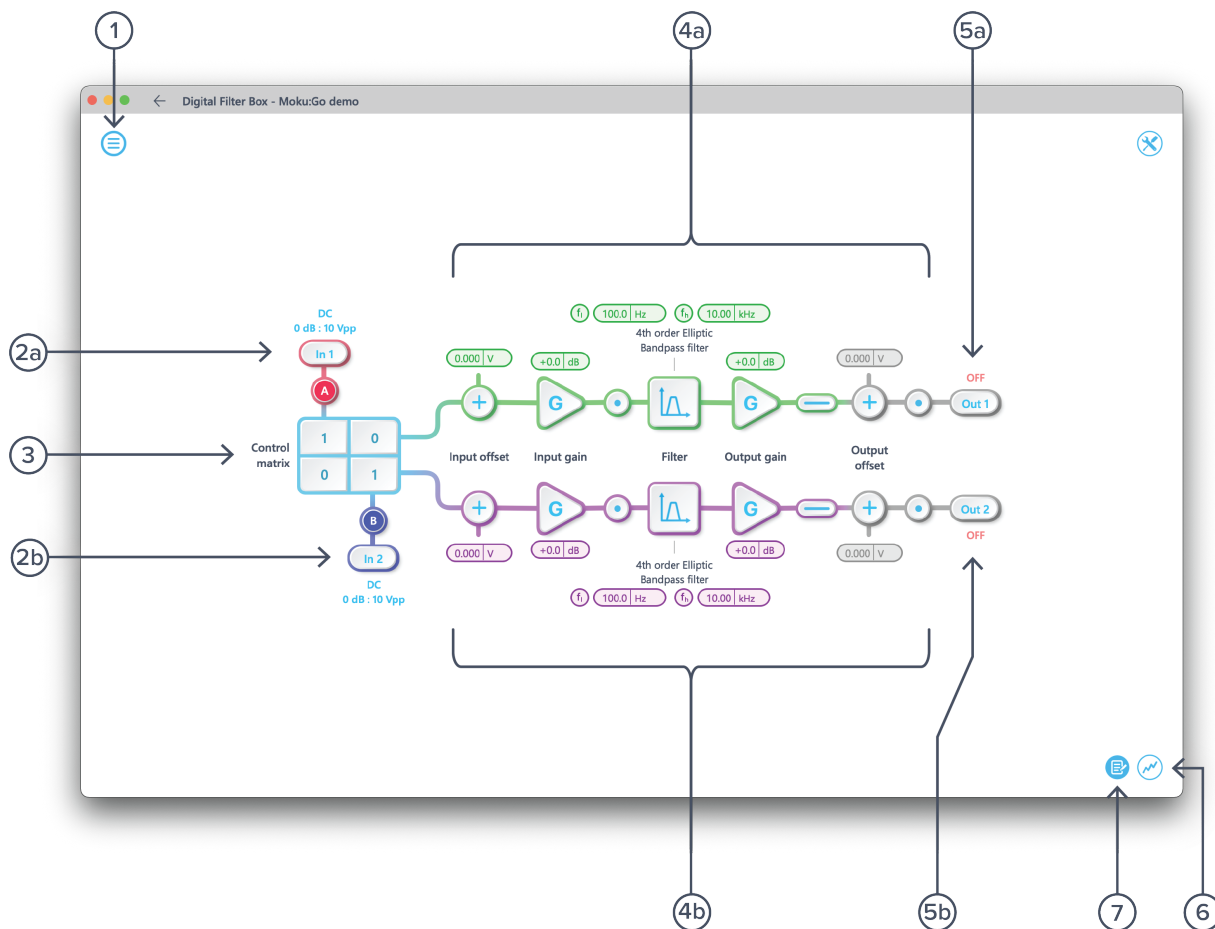 1
4a
5a
Digital Filter Box - Moku:Go demo
DC
0 dB : 10 Vpp
2a
In 1
A
fl 100.0 Hz fh 10.00 kHz
4th order Elliptic
Bandpass filter
0.000 V
+0.0 dB
+0.0 dB
0.000 V
OFF
G
G
Out 1
3
Control
matrix
1 0
0 1
Input offset
Input gain
Filter
Output gain
Output
offset
B
G
G
Out 2
2b
In 2
DC
0 dB : 10 Vpp
0.000 V
+0.0 dB
+0.0 dB
0.000 V
OFF
4th order Elliptic
Bandpass filter
fl 100.0 Hz fh 10.00 kHz
4b
5b
7
6